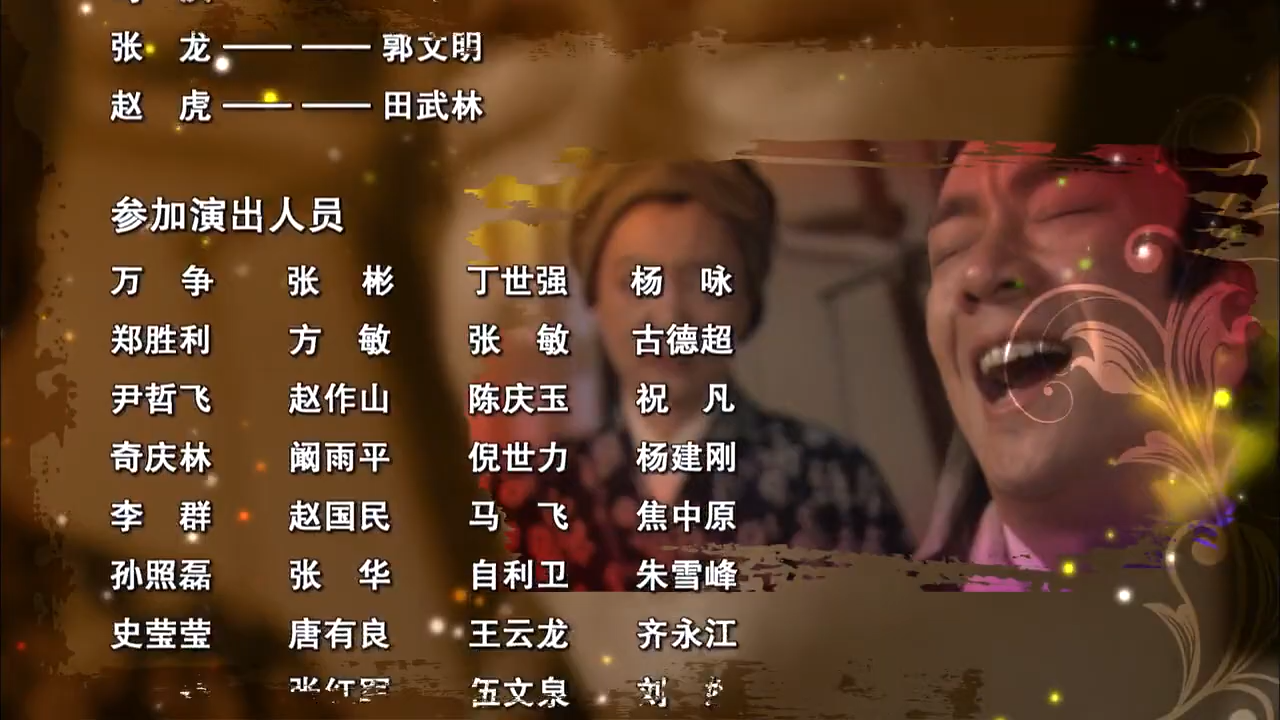 张 龙 —— —— 郭文明
赵 虎 —— —— 田武林
参加演出人员
万 争 张 彬 丁世强 杨 咏
郑胜利 方 敏 张 敏 古德超
尹哲飞 赵作山 陈庆玉 祝 凡
奇庆林 阚雨平 倪世力 杨建刚
李 群 赵国民 马 飞 焦中原
孙照磊 张 华 自利卫 朱雪峰
史莹莹 唐有良 王云龙 齐永江
伍文泉 刘